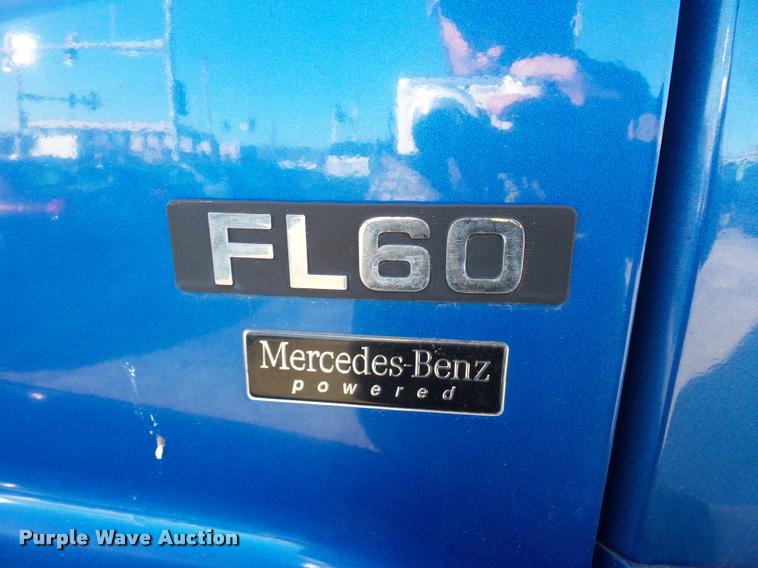 FL60
Mercedes-Benz
powered
Purple Wave Auction